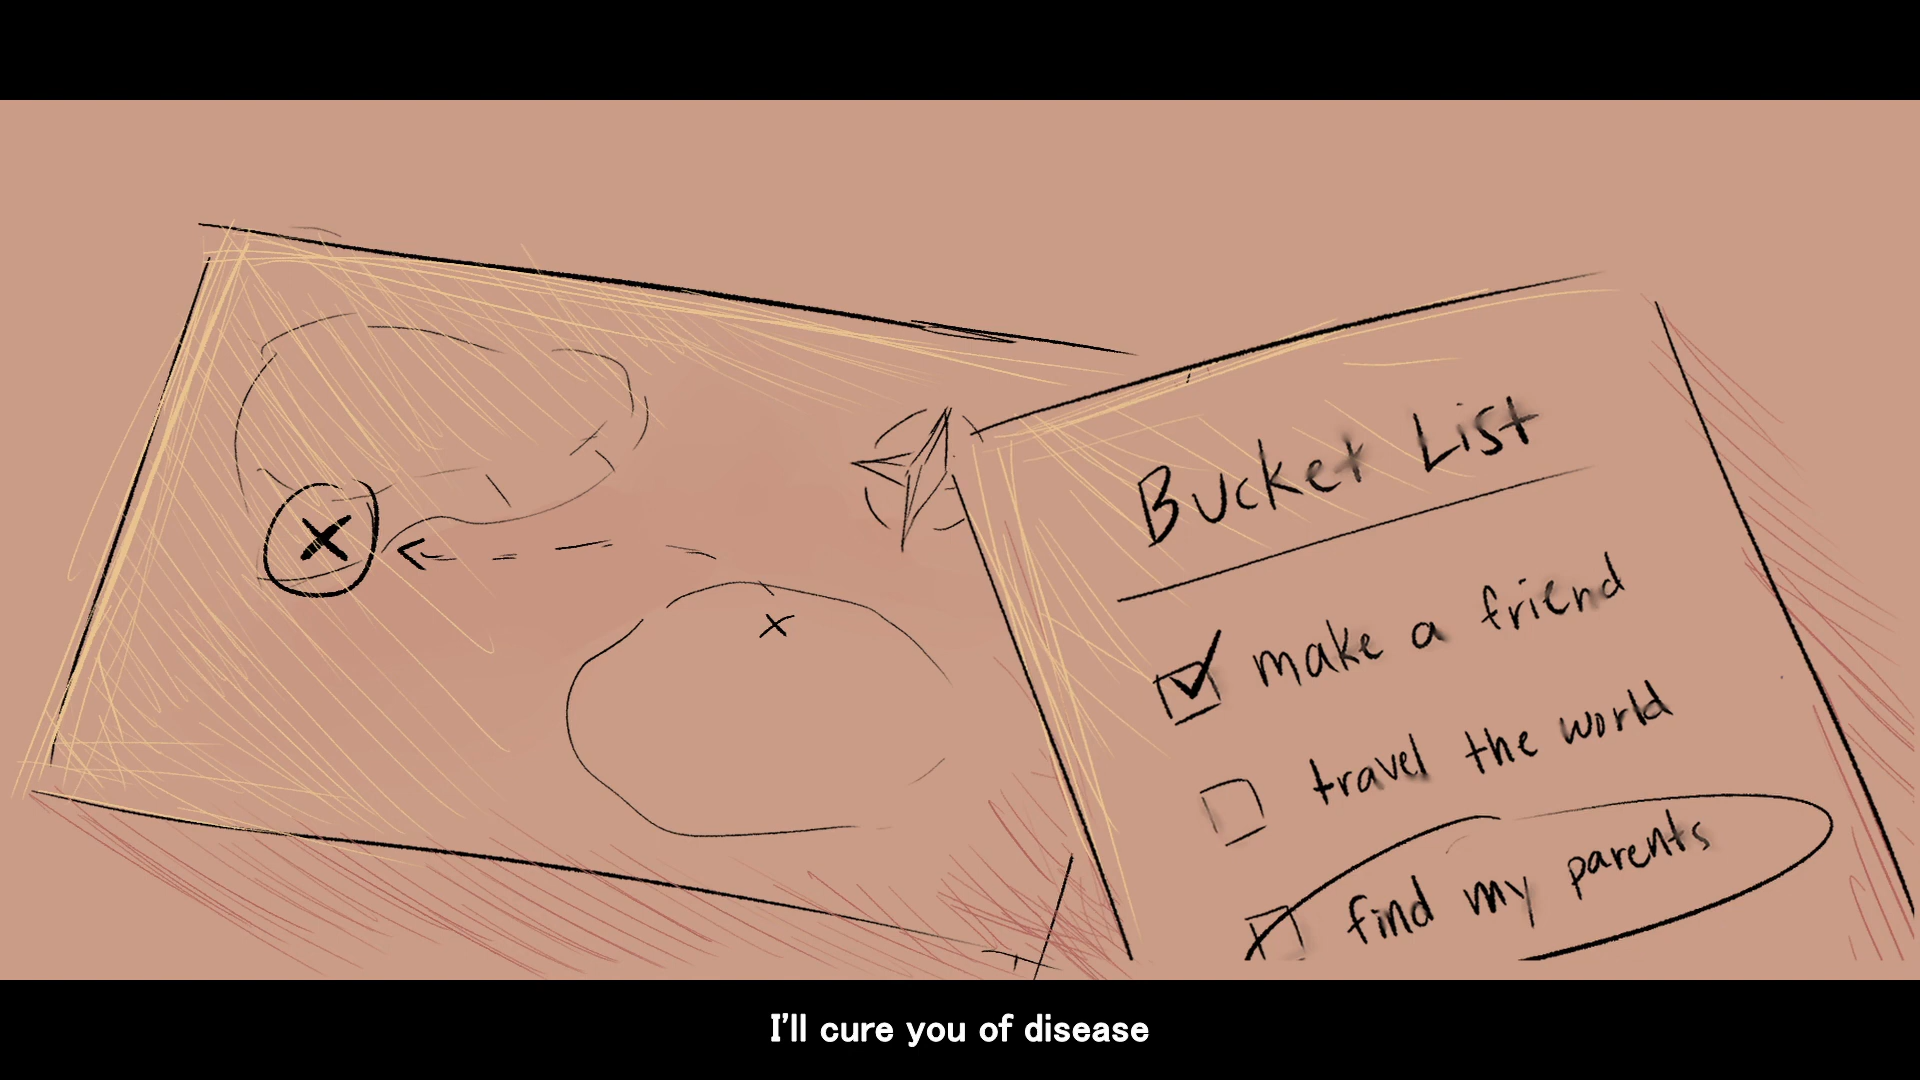 Bucket List
make a friend
travel the world
find my parents
I'll cure you of disease